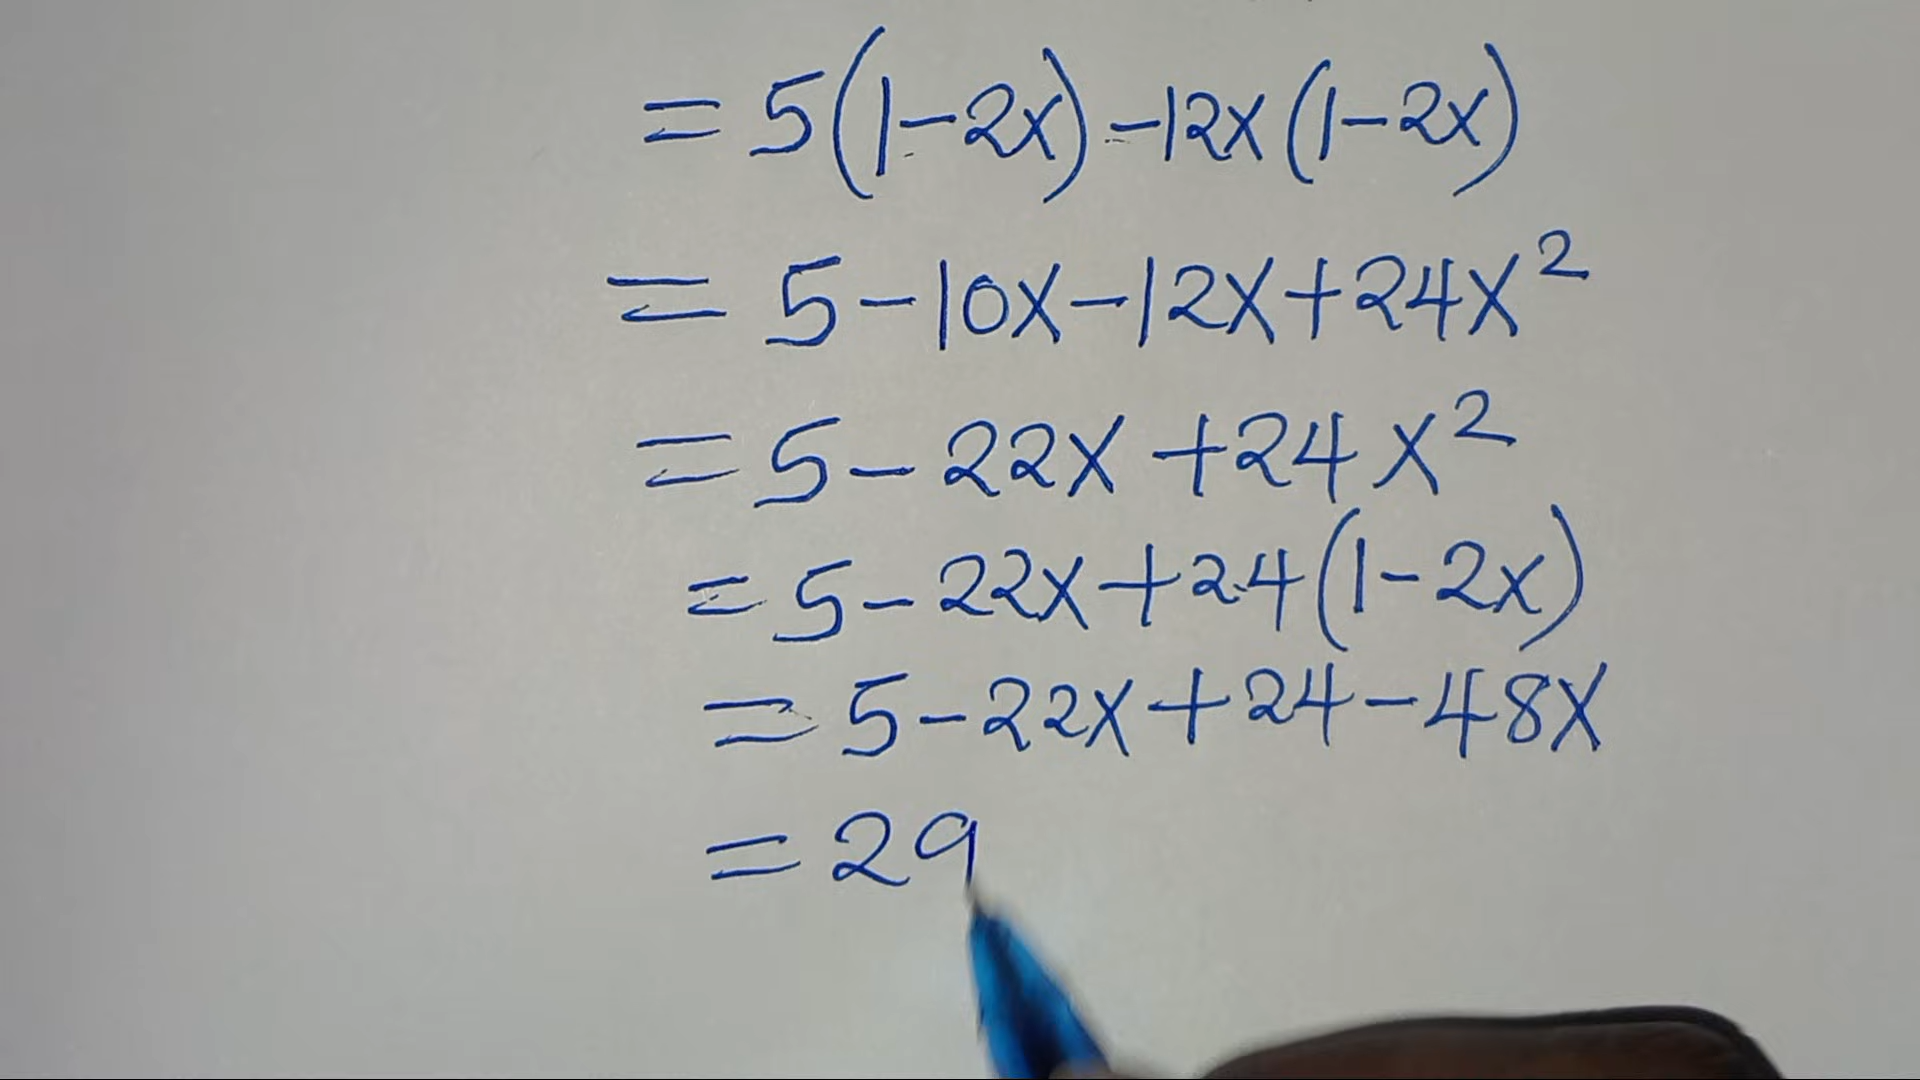 = 5(1-2x) -12x(1-2x)
= 5-10x-12x+24x²
= 5-22x+24x²
= 5-22x+24(1-2x)
= 5-22x+24-48x
= 29